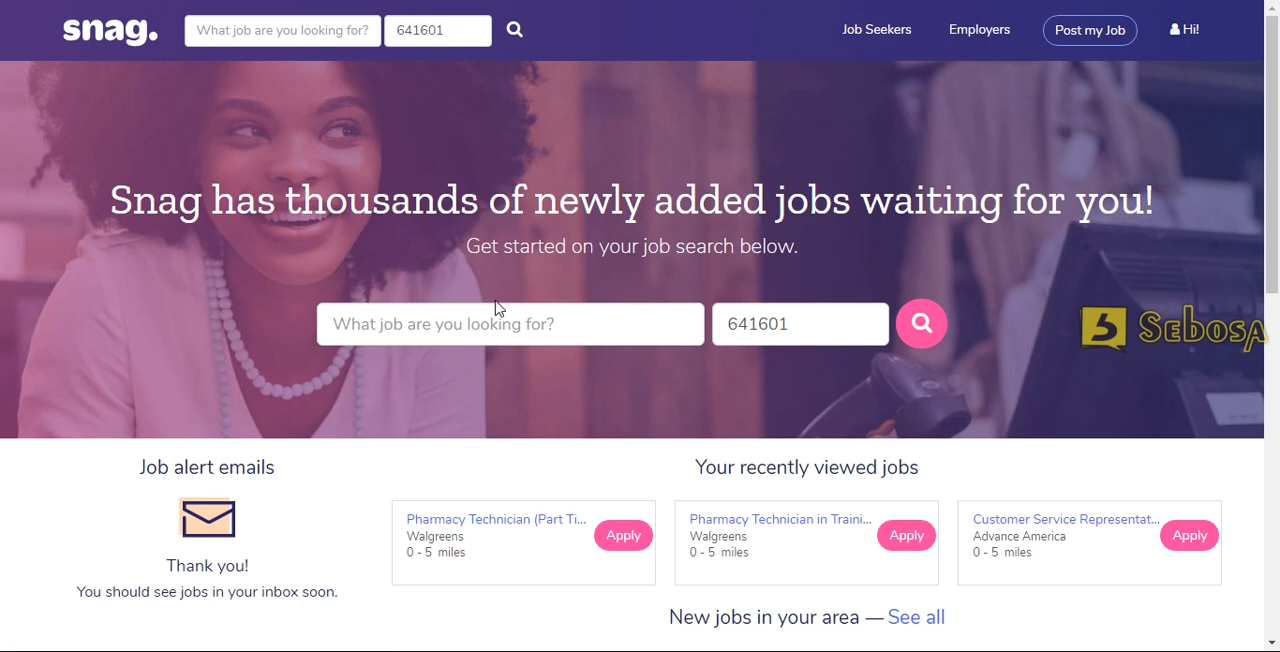 snag.
What job are you looking for?
641601
Job Seekers
Employers
Post my Job
Hi!
Snag has thousands of newly added jobs waiting for you!
Get started on your job search below.
What job are you looking for?
641601
SebosA
Job alert emails
Thank you!
You should see jobs in your inbox soon.
Your recently viewed jobs
Pharmacy Technician (Part Ti...
Walgreens
0 - 5 miles
Apply
Pharmacy Technician in Traini...
Walgreens
0 - 5 miles
Apply
Customer Service Representat...
Advance America
0 - 5 miles
Apply
New jobs in your area — See all